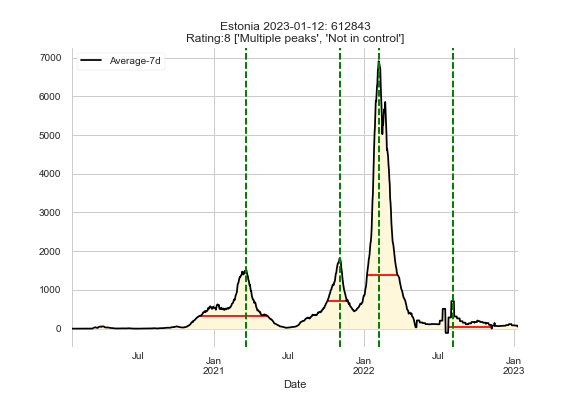 Estonia 2023-01-12: 612843
Rating:8 ['Multiple peaks', 'Not in control']
Average-7d
7000
6000
5000
4000
3000
2000
1000
0
Jul
Jan
2021
Jul
Jan
2022
Jul
Jan
2023
Date